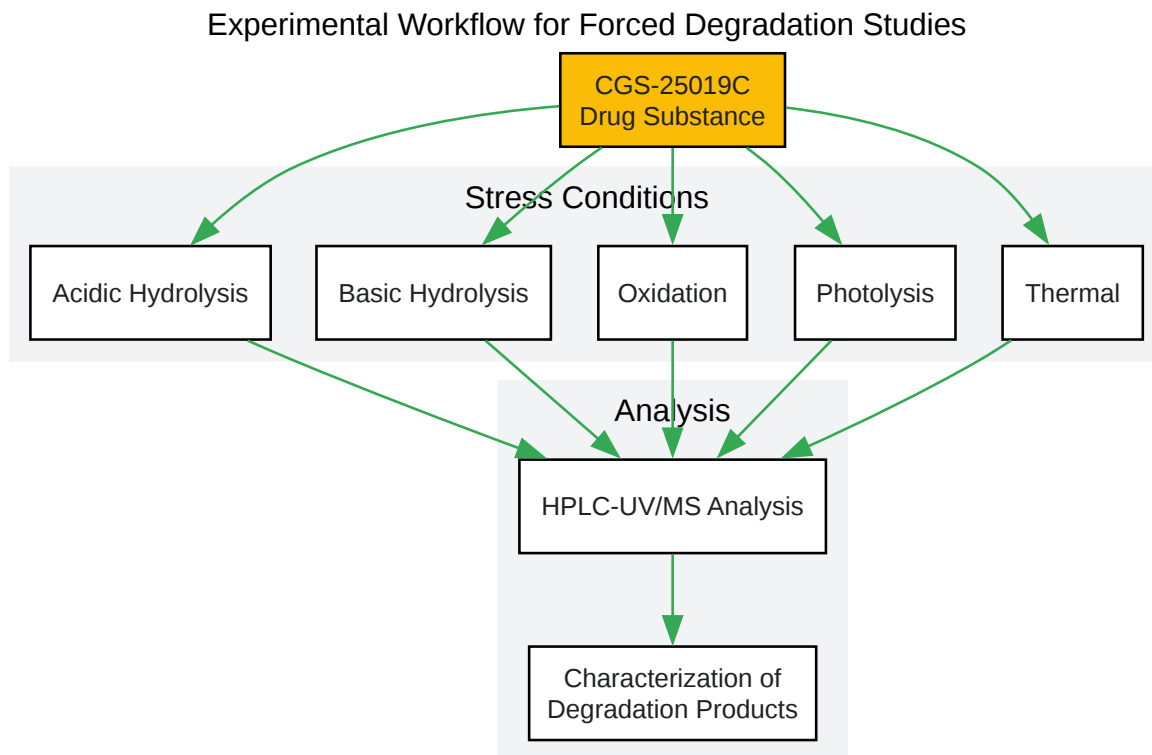 Experimental Workflow for Forced Degradation Studies
CGS-25019C
Drug Substance
Stress Conditions
Acidic Hydrolysis
Basic Hydrolysis
Oxidation
Photolysis
Thermal
Analysis
HPLC-UV/MS Analysis
Characterization of
Degradation Products